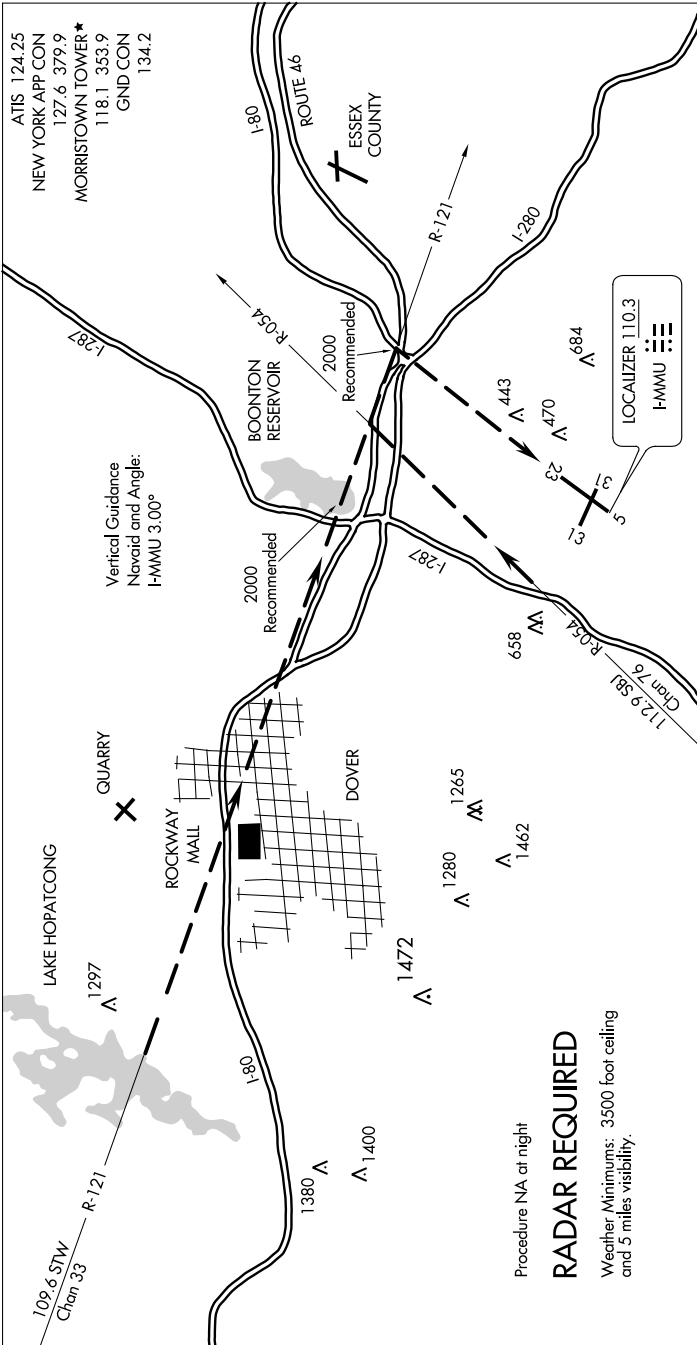 ATIS 124.25
NEW YORK APP CON
127.6 379.9
MORRISTOWN TOWER★
118.1 353.9
GND CON
134.2
109.6 STW
Chan 33
R-121
LAKE HOPATCONG
1297
QUARRY
Vertical Guidance
Navaid and Angle:
I-MMU 3.00°
I-287
I-80
ROUTE 46
ESSEX
COUNTY
ROCKWAY
MALL
2000
Recommended
BOONTON
RESERVOIR
2000
Recommended
R-054
R-121
I-80
DOVER
I-287
I-280
1380
1400
1472
1280
1265
1462
658
R-054
112.9 SBJ
Chan 76
443
470
684
23
31
13
5
LOCALIZER 110.3
I-MMU
Procedure NA at night
RADAR REQUIRED
Weather Minimums: 3500 foot ceiling
and 5 miles visibility.